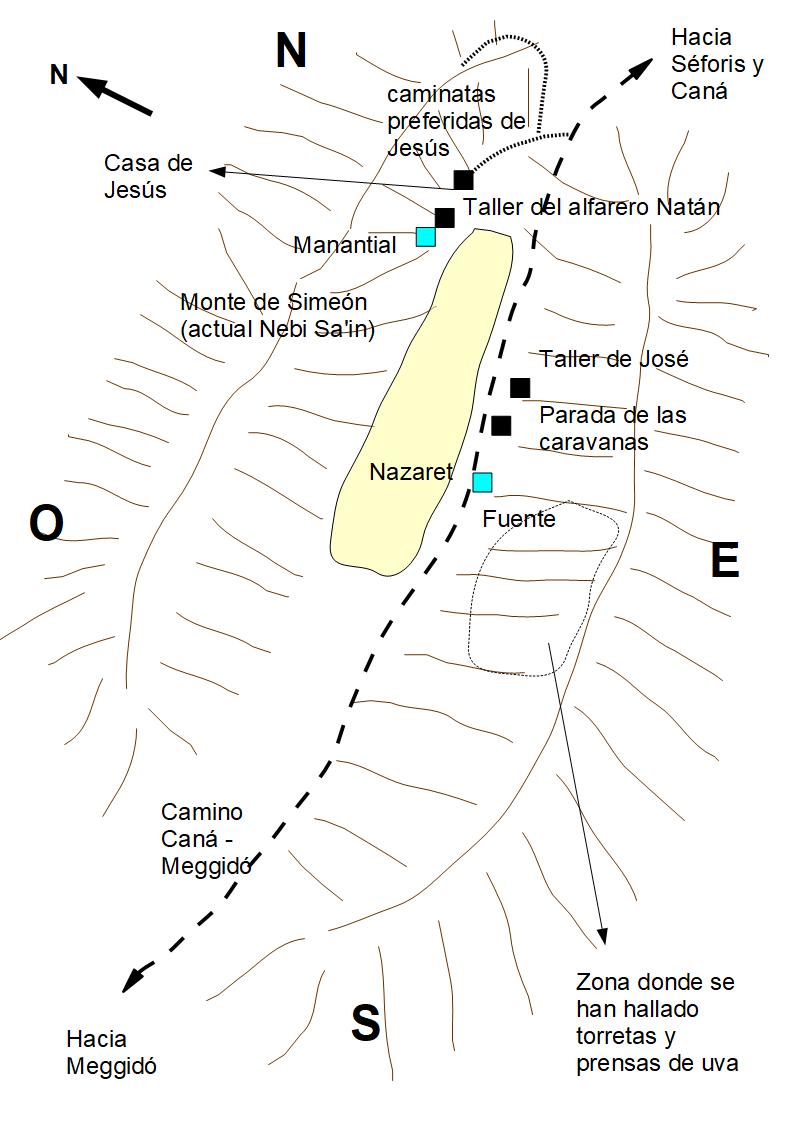 N
Hacia
Séforis y
Caná
N
caminatas
preferidas de
Jesús
Casa de
Jesús
Taller del alfarero Natán
Manantial
Monte de Simeón
(actual Nebi Sa'in)
Taller de José
Parada de las
caravanas
Nazaret
O
Fuente
E
Camino
Caná -
Meggidó
Zona donde se
han hallado
torretas y
prensas de uva
S
Hacia
Meggidó